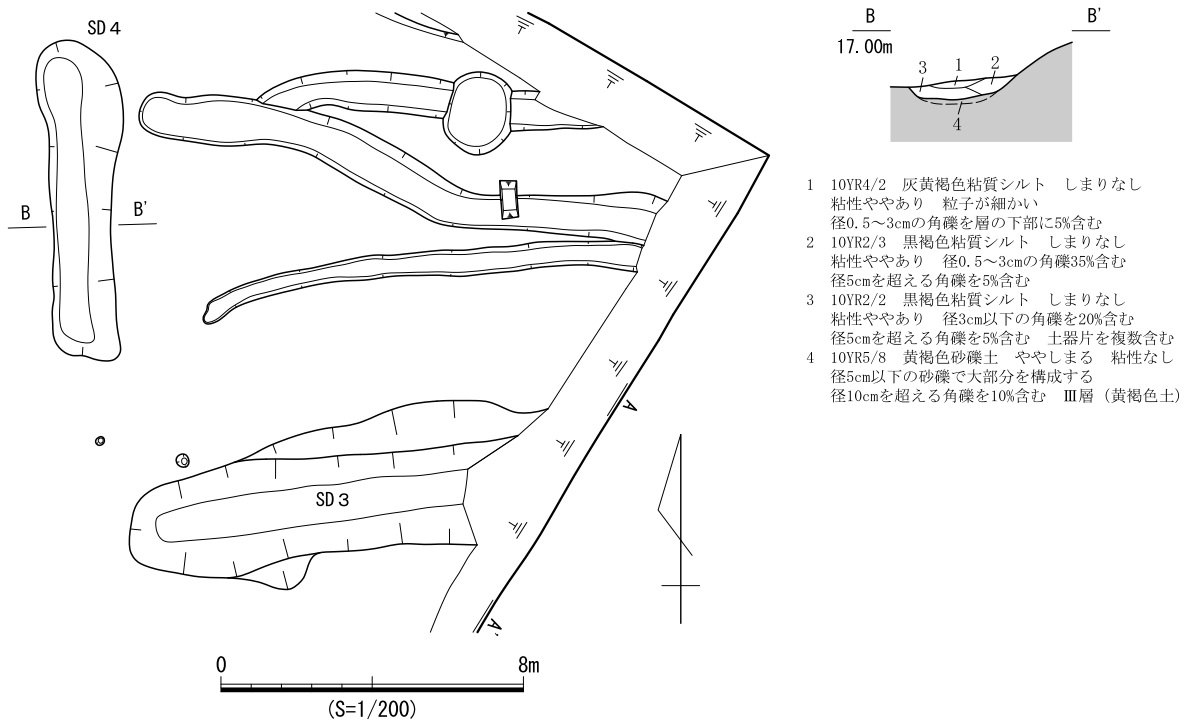 SD4
B
B'
SD3
A
A'
0 8m
(S=1/200)
B B'
17.00m
3 1 2
4
1 10YR4/2 灰黄褐色粘質シルト しまりなし
粘性ややあり 粒子が細かい
径0.5～3cmの角礫を層の下部に5%含む
2 10YR2/3 黒褐色粘質シルト しまりなし
粘性ややあり 径0.5～3cmの角礫35%含む
径5cmを超える角礫を5%含む
3 10YR2/2 黒褐色粘質シルト しまりなし
粘性ややあり 径3cm以下の角礫を20%含む
径5cmを超える角礫を5%含む 土器片を複数含む
4 10YR5/8 黄褐色砂礫土 ややしまる 粘性なし
径5cm以下の砂礫で大部分を構成する
径10cmを超える角礫を10%含む Ⅲ層（黄褐色土）